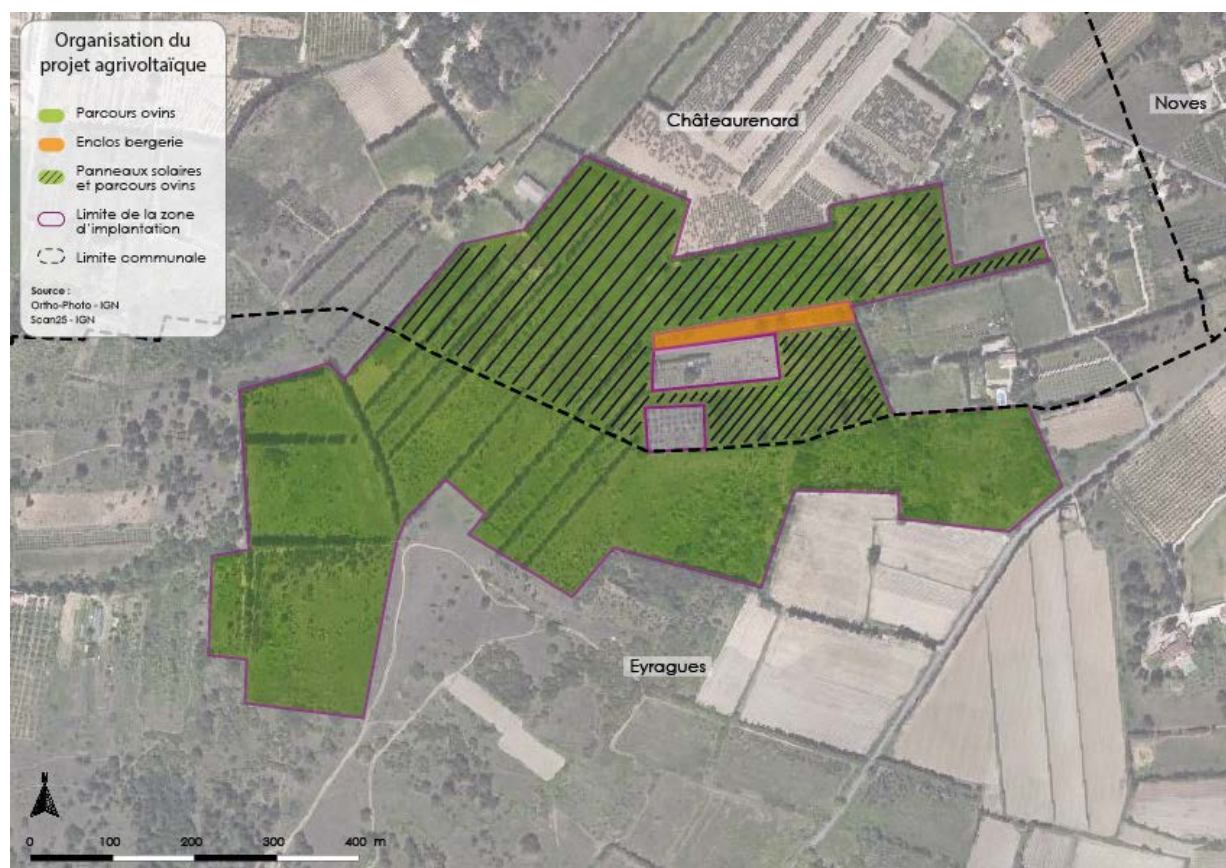 Organisation du
projet agrivoltaïque
Parcours ovins
Enclos bergerie
Panneaux solaires
et parcours ovins
Limite de la zone
d'implantation
Limite communale
Source :
Ortho-Photo - IGN
Scan25 - IGN
Châteaurenard
Noves
Eyragues
N
0 100 200 300 400 m